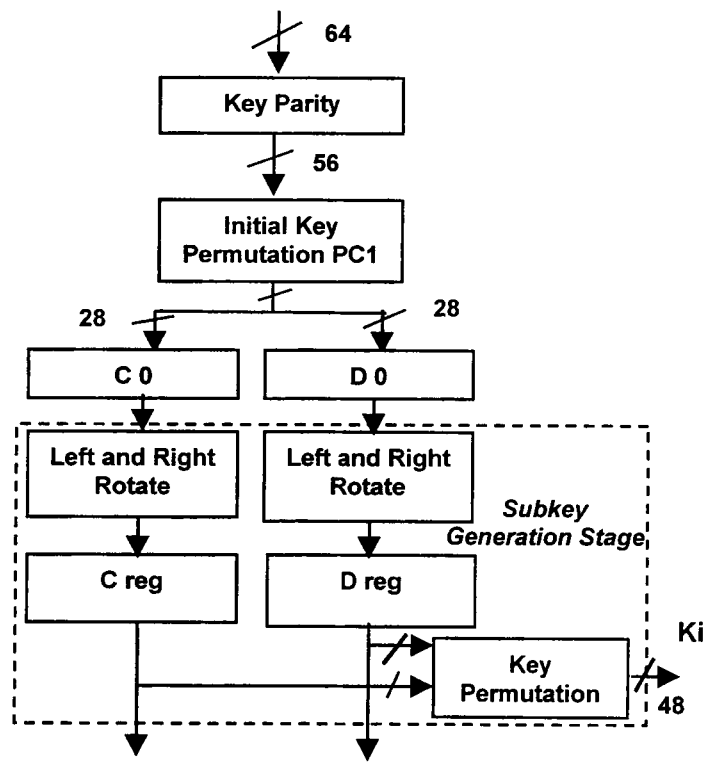 64
Key Parity
56
Initial Key
Permutation PC1
28
28
C 0
D 0
Left and Right
Rotate
Left and Right
Rotate
Subkey
Generation Stage
C reg
D reg
Ki
Key
Permutation
48